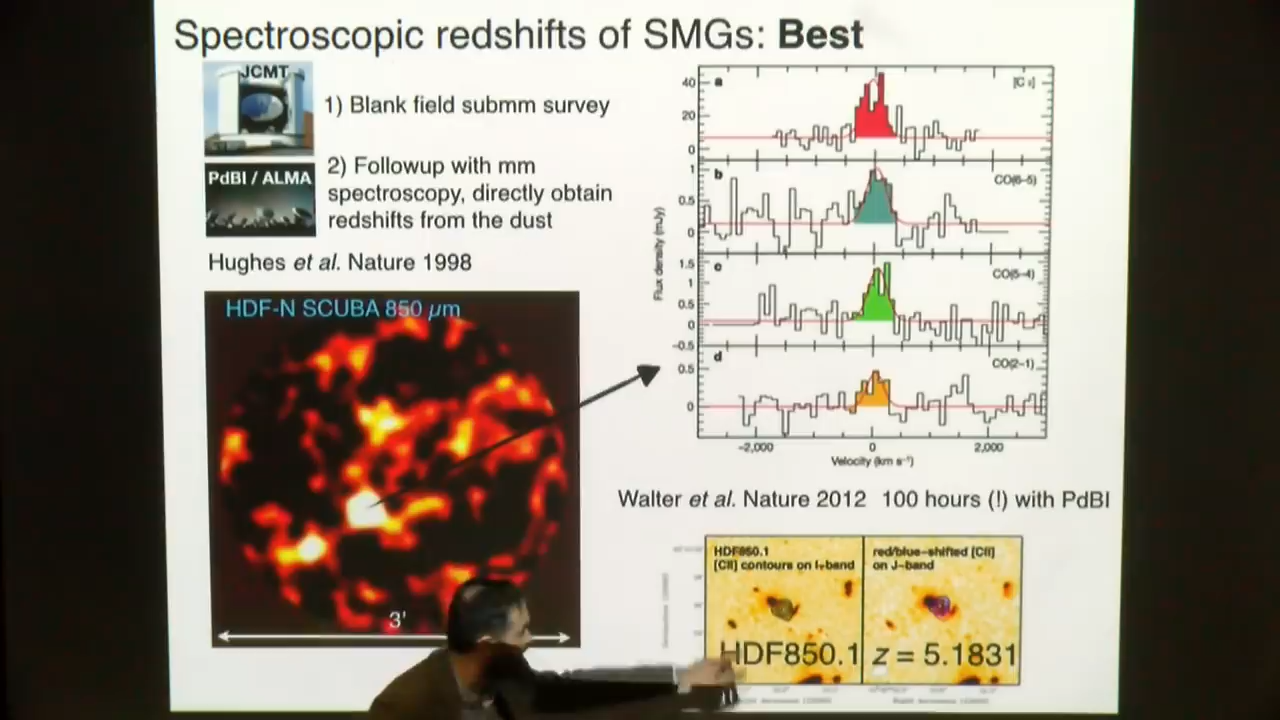 Spectroscopic redshifts of SMGs: Best
JCMT
1) Blank field submm survey
PdBI / ALMA
2) Followup with mm
spectroscopy, directly obtain
redshifts from the dust
Hughes et al. Nature 1998
HDF-N SCUBA 850 µm
3'
a
40
20
0
b
CO(6–5)
1
0.5
0
c
CO(5–4)
1.5
1
0.5
0
–0.5
d
CO(2–1)
0.5
0
Flux density (mJy)
–2,000 0 2,000
Velocity (km s⁻¹)
Walter et al. Nature 2012 100 hours (!) with PdBI
HDF850.1
[CII] contours on I-band
red/blue-shifted [CII]
on J-band
HDF850.1 z = 5.1831